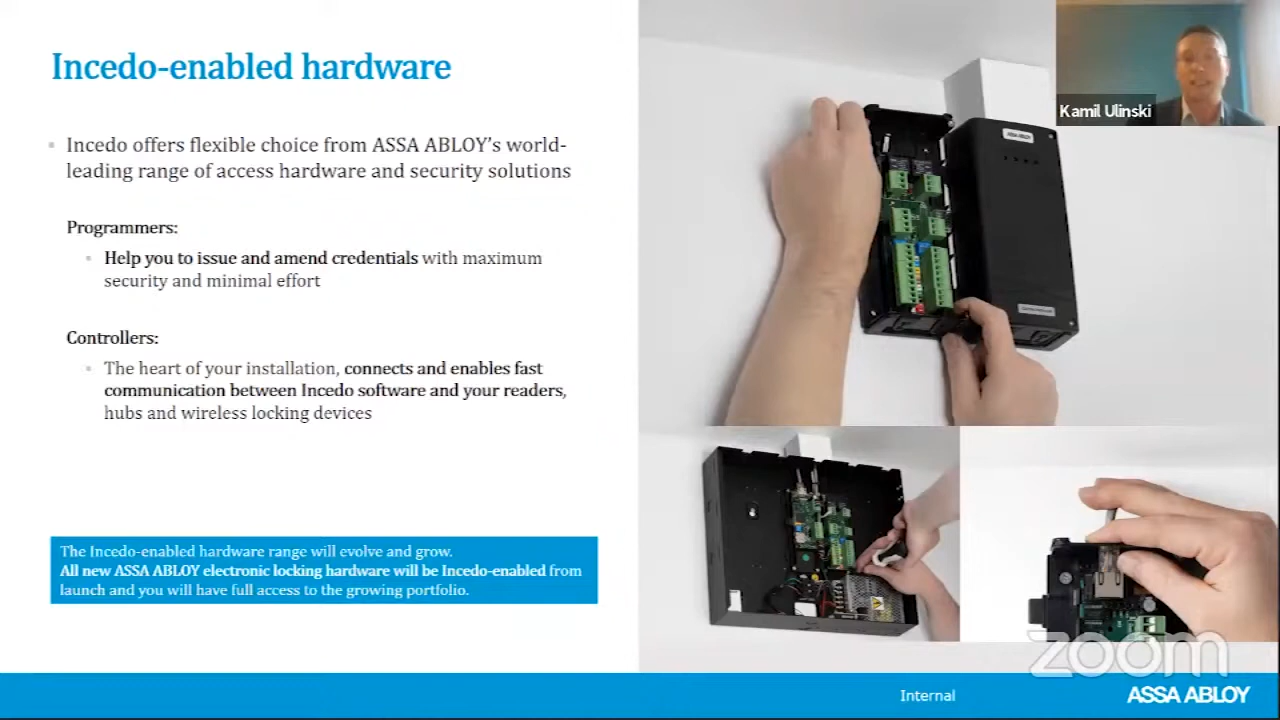 Incedo-enabled hardware
Incedo offers flexible choice from ASSA ABLOY's world-
leading range of access hardware and security solutions
Programmers:
Help you to issue and amend credentials with maximum
security and minimal effort
Controllers:
The heart of your installation, connects and enables fast
communication between Incedo software and your readers,
hubs and wireless locking devices
The Incedo-enabled hardware range will evolve and grow.
All new ASSA ABLOY electronic locking hardware will be Incedo-enabled from
launch and you will have full access to the growing portfolio.
ASSA ABLOY
Kamil Ulinski
zoom
Internal
ASSA ABLOY